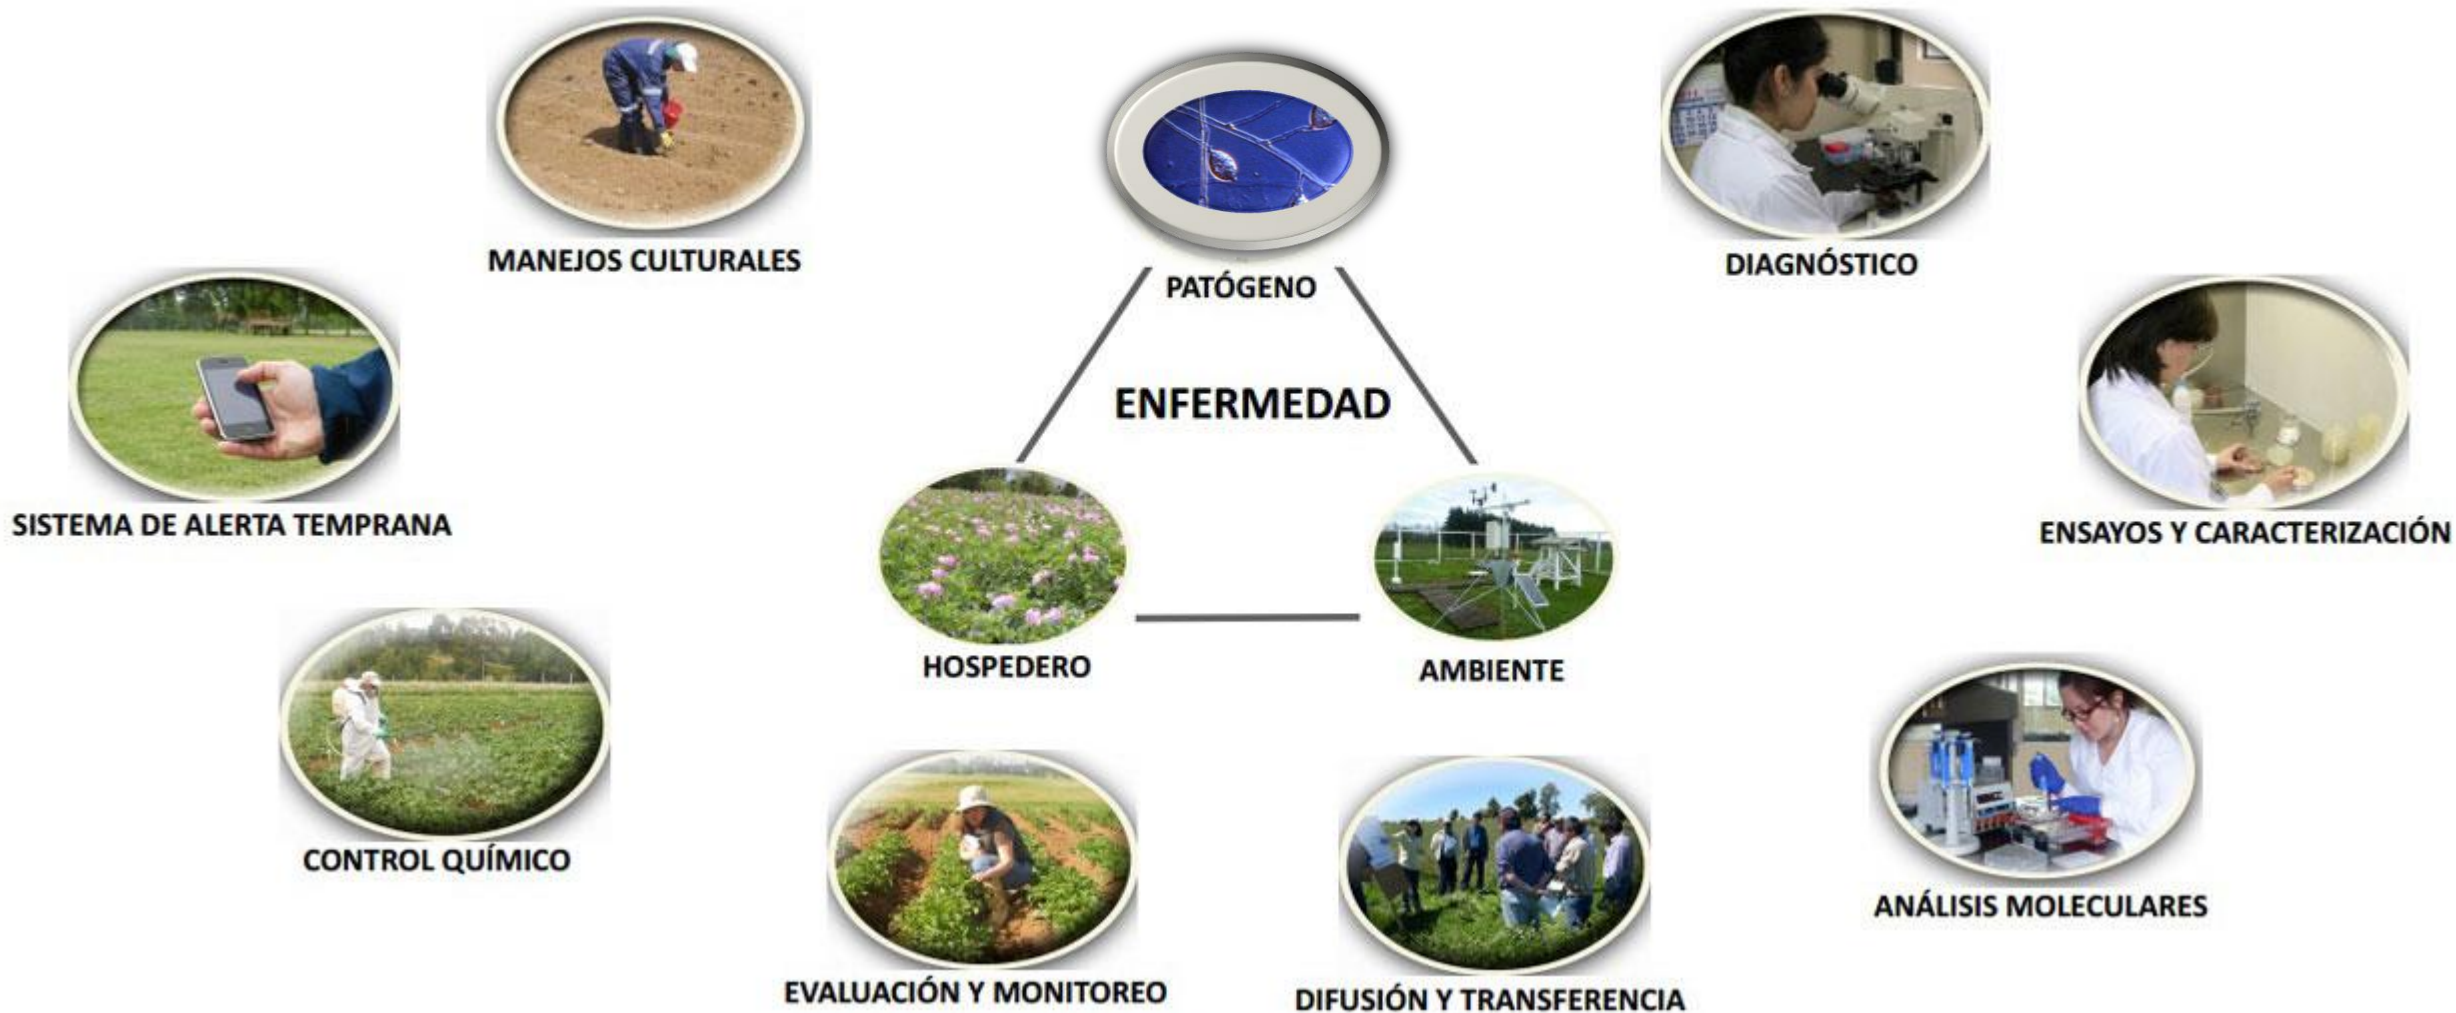 MANEJOS CULTURALES
PATÓGENO
DIAGNÓSTICO
ENFERMEDAD
SISTEMA DE ALERTA TEMPRANA
ENSAYOS Y CARACTERIZACIÓN
HOSPEDERO
AMBIENTE
CONTROL QUÍMICO
ANÁLISIS MOLECULARES
EVALUACIÓN Y MONITOREO
DIFUSIÓN Y TRANSFERENCIA